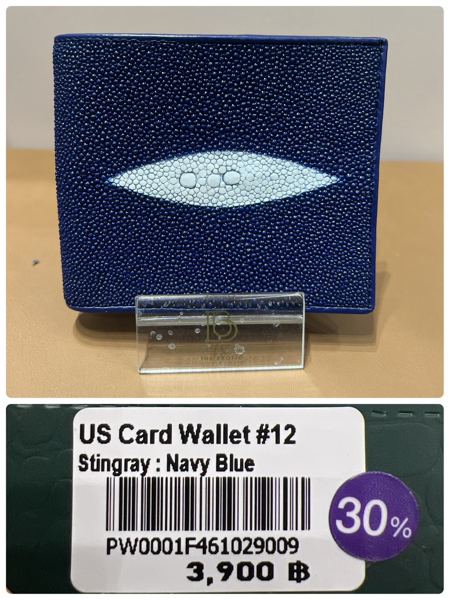 US Card Wallet #12
Stingray : Navy Blue
PW0001F461029009
3,900 ฿
30%